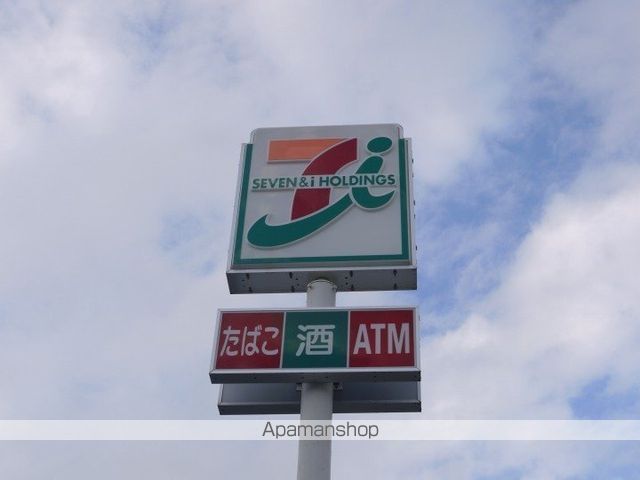 SEVEN & i HOLDINGS
たばこ 酒 ATM
Apamanshop